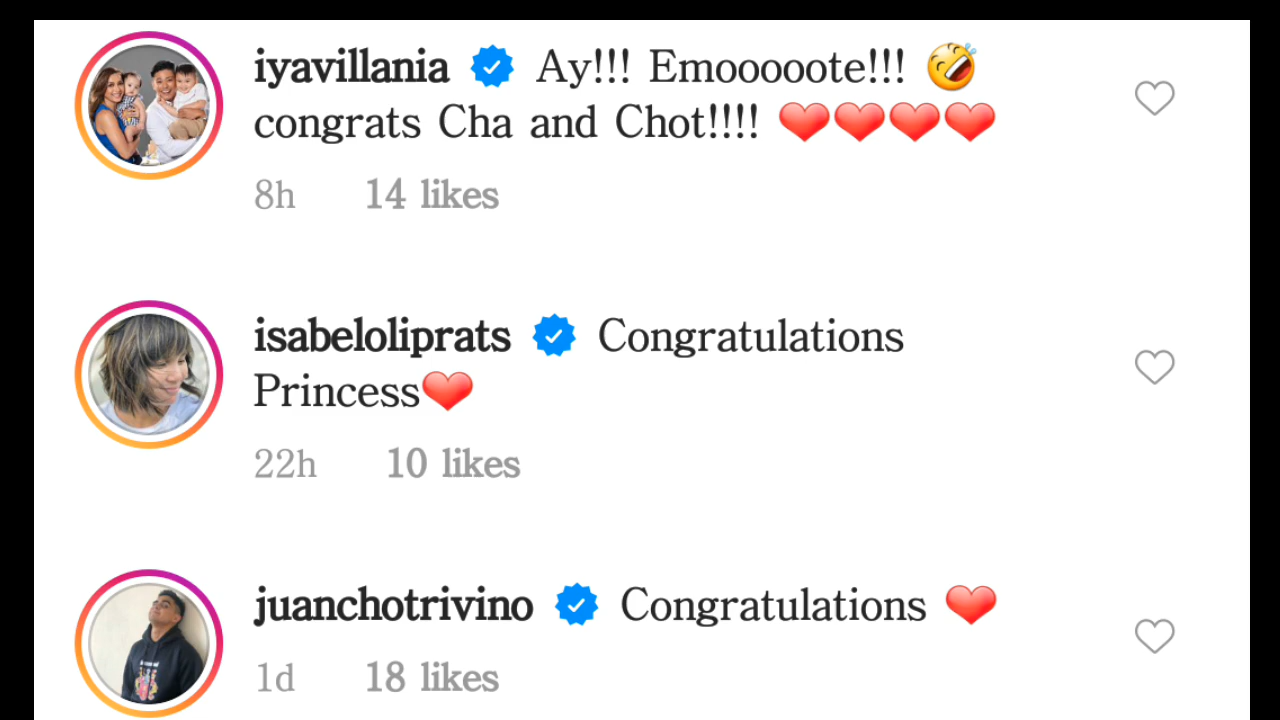 iyavillania Ay!!! Emooooote!!! 🤣
congrats Cha and Chot!!!! ❤❤❤❤
8h 14 likes
isabeloliprats Congratulations
Princess❤
22h 10 likes
juanchotrivino Congratulations ❤
1d 18 likes